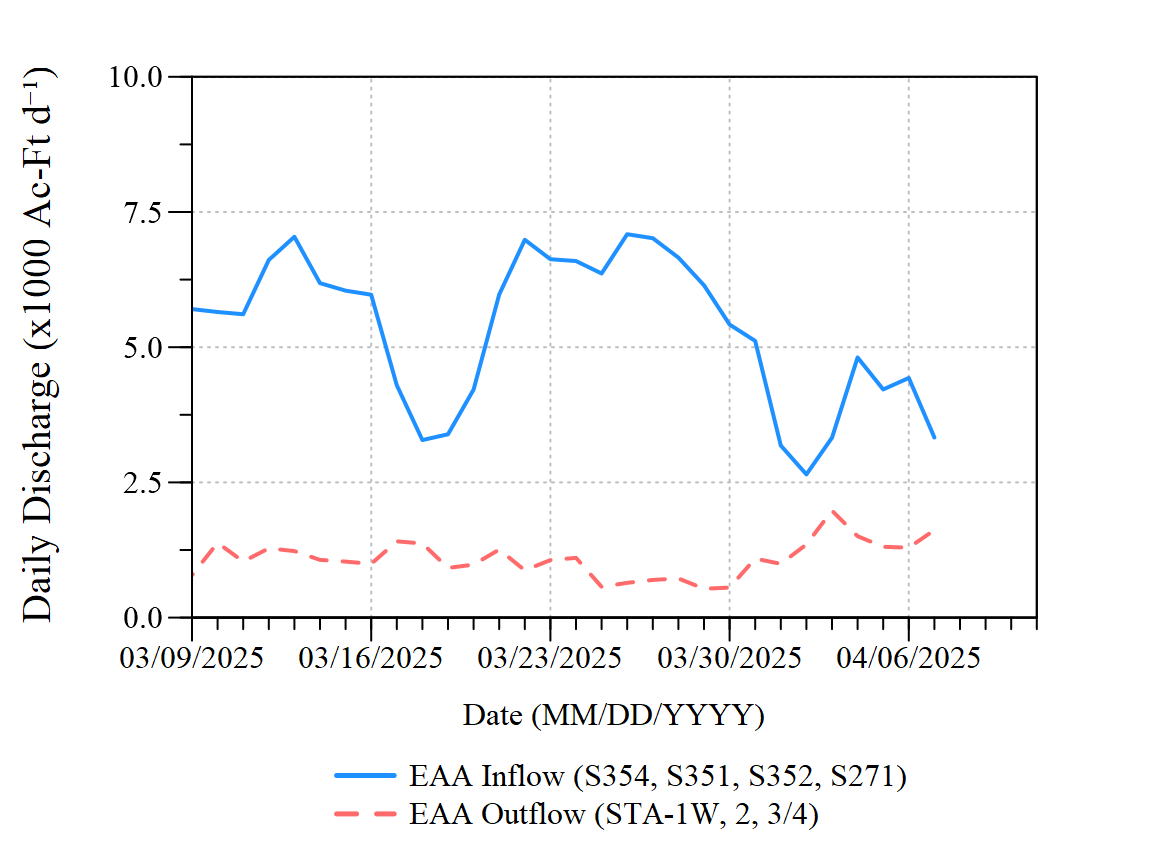 Daily Discharge (x1000 Ac-Ft d⁻¹)
10.0
7.5
5.0
2.5
0.0
03/09/2025 03/16/2025 03/23/2025 03/30/2025 04/06/2025
Date (MM/DD/YYYY)
EAA Inflow (S354, S351, S352, S271)
EAA Outflow (STA-1W, 2, 3/4)